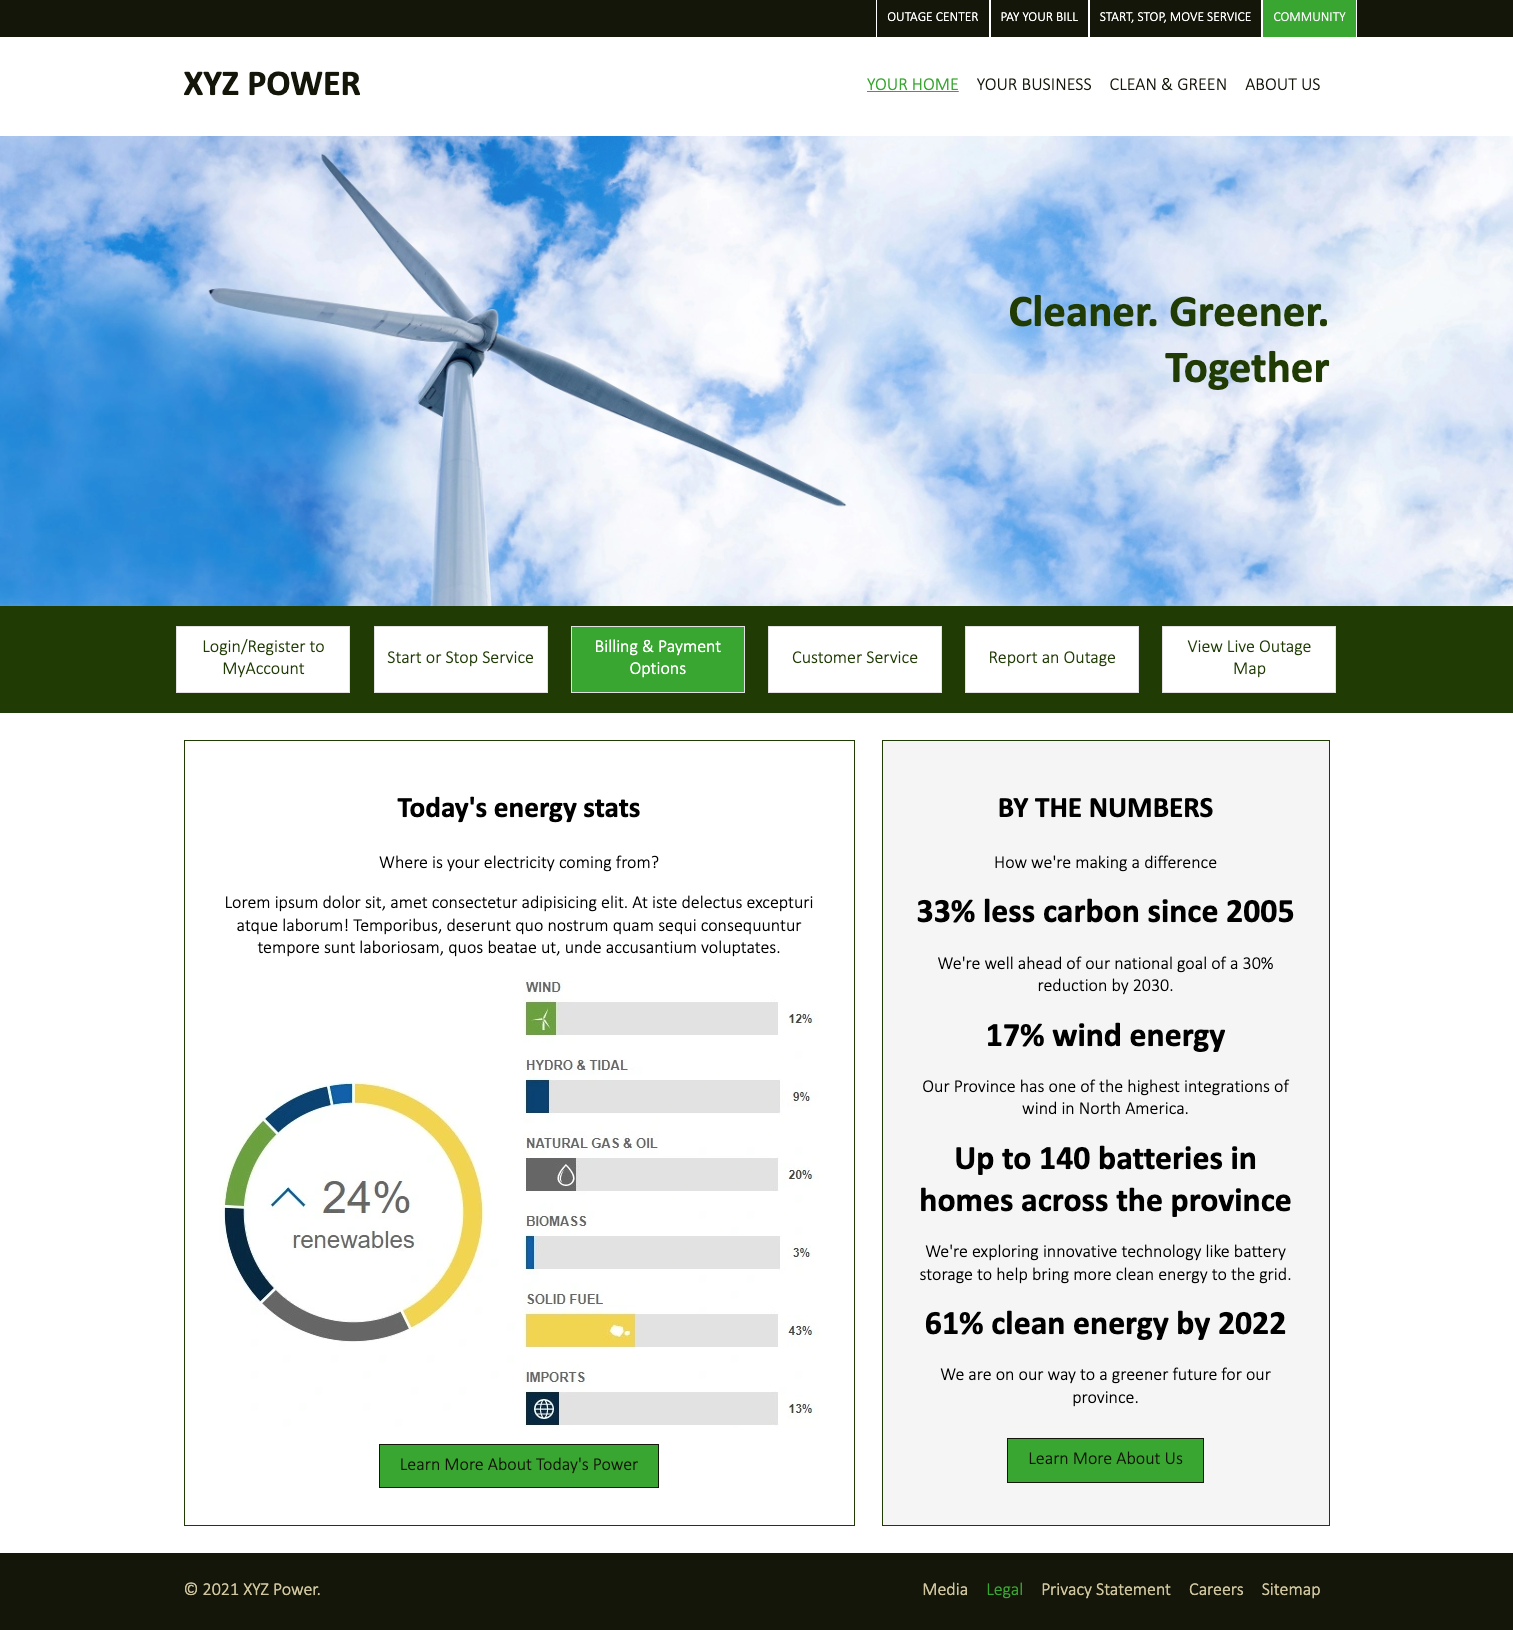 OUTAGE CENTER PAY YOUR BILL START, STOP, MOVE SERVICE COMMUNITY
XYZ POWER
YOUR HOME YOUR BUSINESS CLEAN & GREEN ABOUT US
Cleaner. Greener.
Together
Login/Register to
MyAccount
Start or Stop Service
Billing & Payment
Options
Customer Service
Report an Outage
View Live Outage
Map
Today's energy stats
Where is your electricity coming from?
Lorem ipsum dolor sit, amet consectetur adipisicing elit. At iste delectus excepturi
atque laborum! Temporibus, deserunt quo nostrum quam sequi consequuntur
tempore sunt laboriosam, quos beatae ut, unde accusantium voluptates.
24%
renewables
WIND
12%
HYDRO & TIDAL
9%
NATURAL GAS & OIL
20%
BIOMASS
3%
SOLID FUEL
43%
IMPORTS
13%
Learn More About Today's Power
BY THE NUMBERS
How we're making a difference
33% less carbon since 2005
We're well ahead of our national goal of a 30%
reduction by 2030.
17% wind energy
Our Province has one of the highest integrations of
wind in North America.
Up to 140 batteries in
homes across the province
We're exploring innovative technology like battery
storage to help bring more clean energy to the grid.
61% clean energy by 2022
We are on our way to a greener future for our
province.
Learn More About Us
© 2021 XYZ Power.
Media Legal Privacy Statement Careers Sitemap